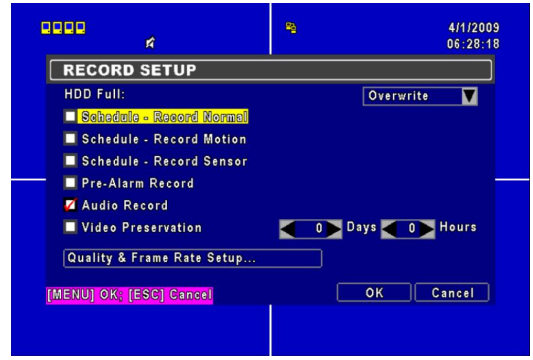 4/1/2009
06:28:18
RECORD SETUP
HDD Full: Overwrite
Schedule - Record Normal
Schedule - Record Motion
Schedule - Record Sensor
Pre-Alarm Record
Audio Record
Video Preservation 0 Days 0 Hours
Quality & Frame Rate Setup...
[MENU] OK; [ESC] Cancel OK Cancel